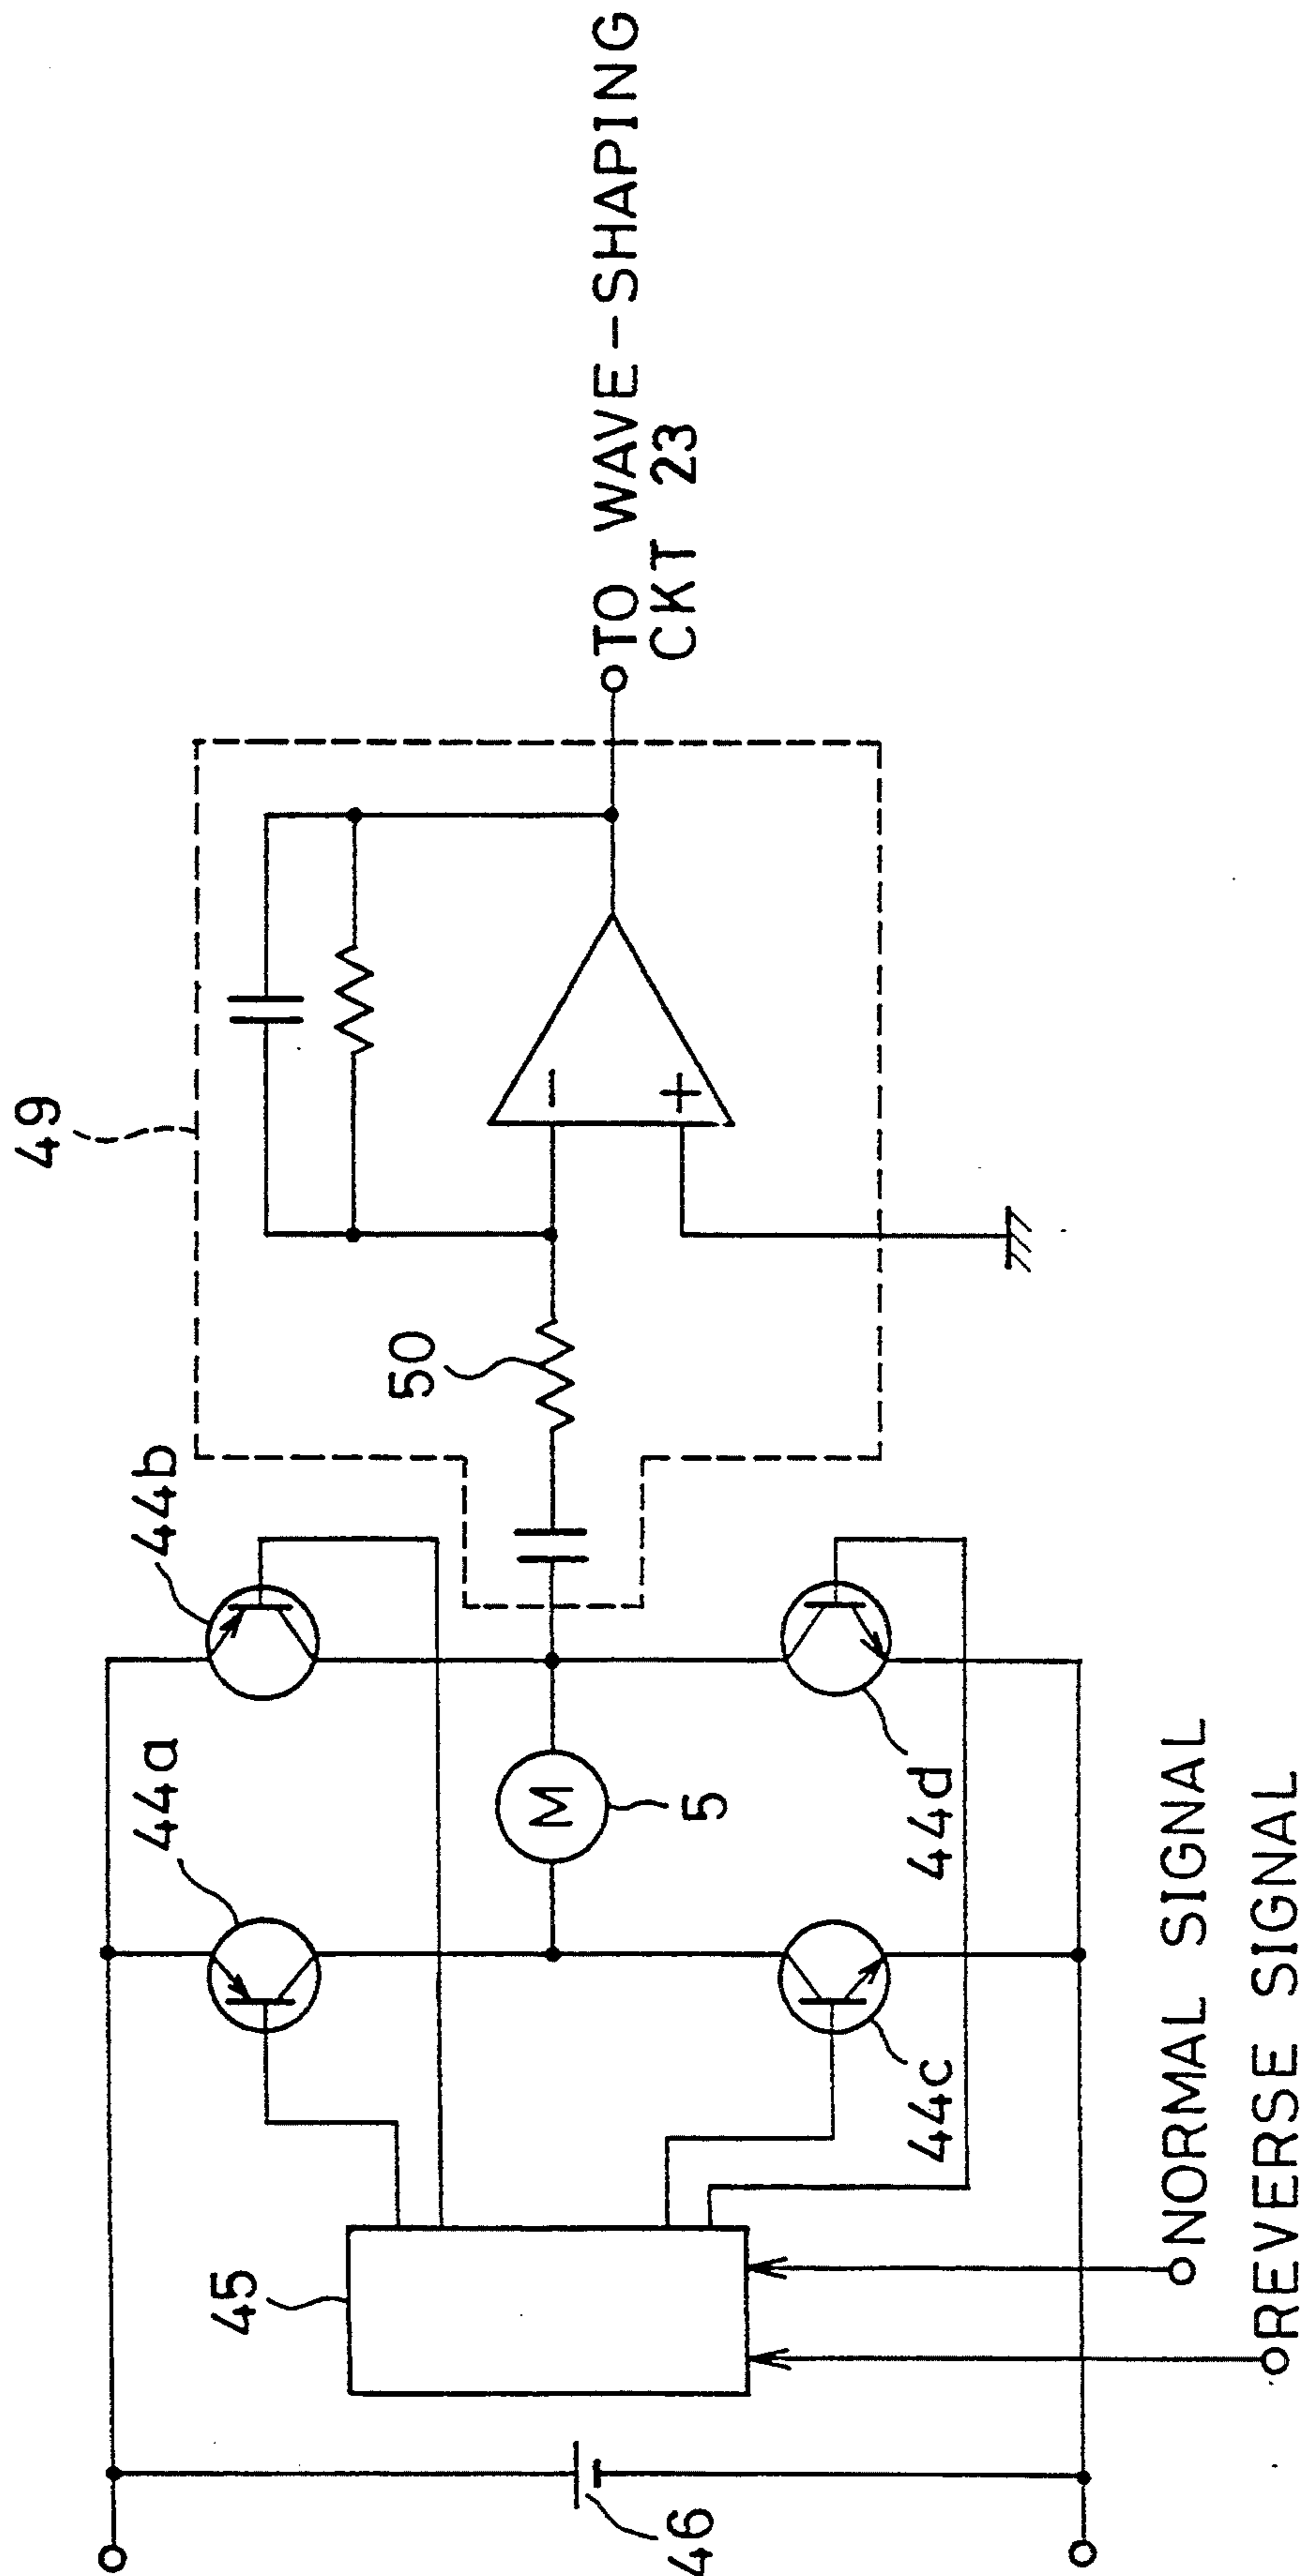 49
TO WAVE-SHAPING
CKT 23
50
44b
44a
M
5
44d
44c
45
46
NORMAL SIGNAL
REVERSE SIGNAL
−
+